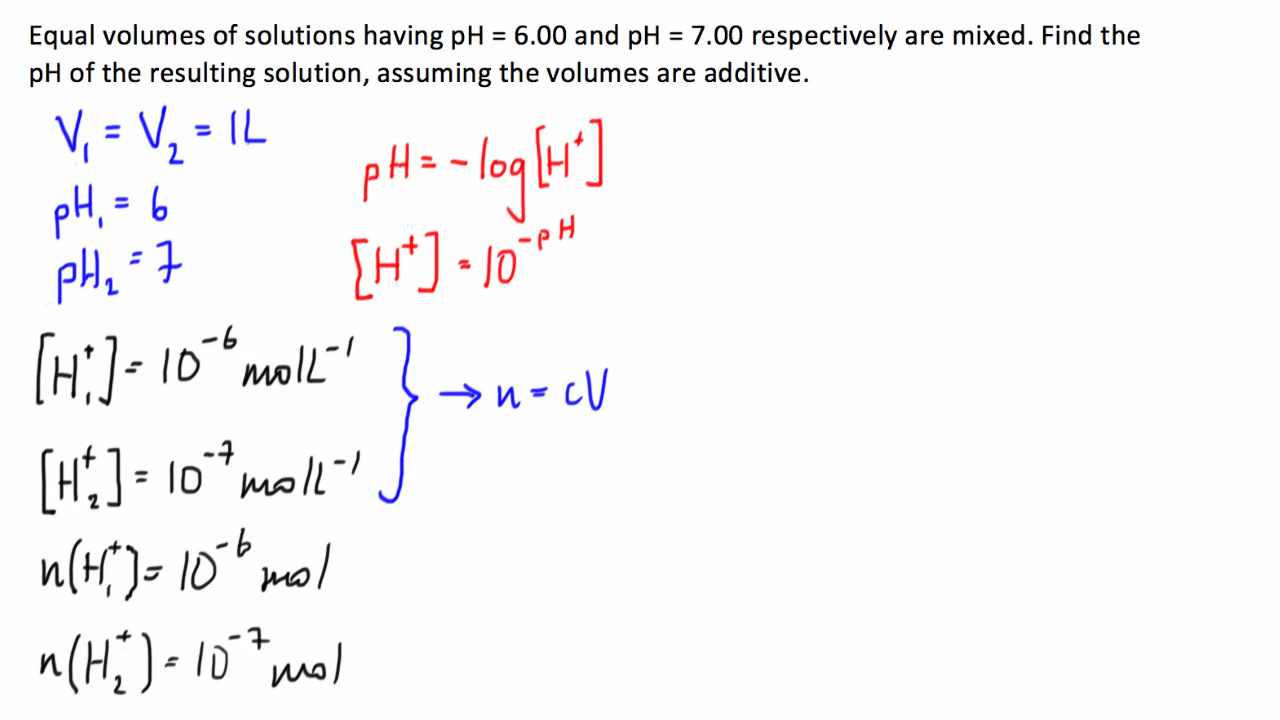 Equal volumes of solutions having pH = 6.00 and pH = 7.00 respectively are mixed. Find the
pH of the resulting solution, assuming the volumes are additive.
V₁ = V₂ = 1L
pH₁ = 6
pH₂ = 7
pH = -log[H⁺]
[H⁺] = 10⁻ᵖᴴ
[H₁⁺] = 10⁻⁶ molL⁻¹
[H₂⁺] = 10⁻⁷ molL⁻¹
→ n = cV
n(H₁⁺) = 10⁻⁶ mol
n(H₂⁺) = 10⁻⁷ mol